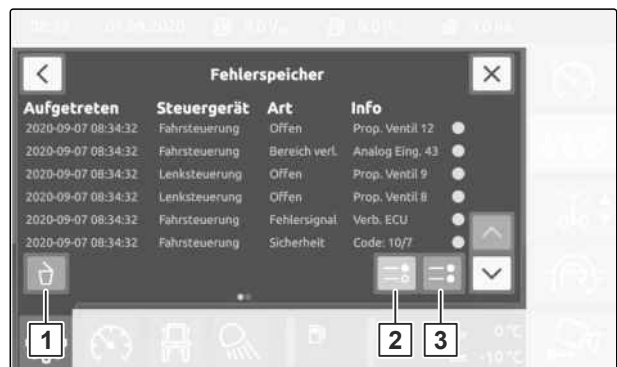 Fehlerspeicher
Aufgetreten Steuergerät Art Info
2020-09-07 08:34:32 Fahrsteuerung Offen Prop. Ventil 12
2020-09-07 08:34:32 Fahrsteuerung Bereich verl. Analog Eing. 43
2020-09-07 08:34:32 Lenksteuerung Offen Prop. Ventil 9
2020-09-07 08:34:32 Lenksteuerung Offen Prop. Ventil 8
2020-09-07 08:34:32 Fahrsteuerung Fehlersignal Verb. ECU
2020-09-07 08:34:32 Fahrsteuerung Sicherheit Code: 10/7
1 2 3
0°C
-10°C